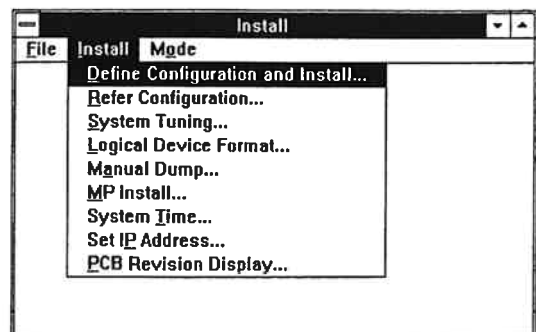 Install
File Install Mode
Define Configuration and Install...
Refer Configuration...
System Tuning...
Logical Device Format...
Manual Dump...
MP Install...
System Time...
Set IP Address...
PCB Revision Display...